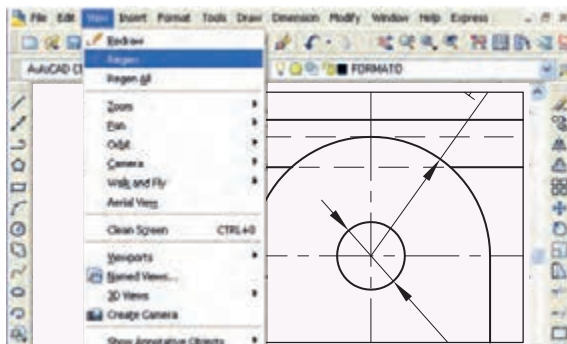 File Edit View Insert Format Tools Draw Dimension Modify Window Help Express
Redraw
Regen
Regen All
AutoCAD Cl
FORMATO
Zoom
Pan
Orbit
Camera
Walk and Fly
Aerial View
Clean Screen CTRL+0
Viewports
Named Views...
3D Views
Create Camera
Show Annotative Objects